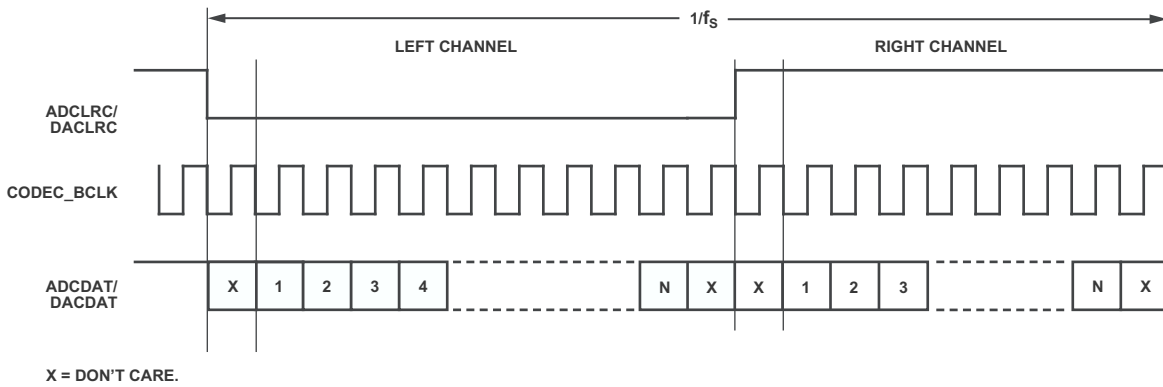 1/fS
LEFT CHANNEL
RIGHT CHANNEL
ADCLRC/
DACLRC
CODEC_BCLK
ADCDAT/
DACDAT
X 1 2 3 4 N X X 1 2 3 N X
X = DON'T CARE.